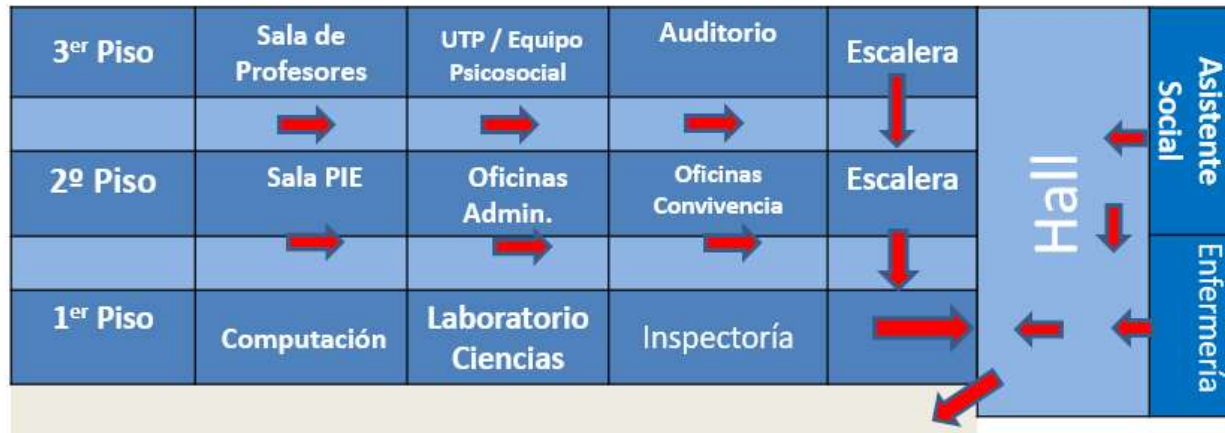 3er Piso
Sala de
Profesores
UTP / Equipo
Psicosocial
Auditorio
Escalera
2º Piso
Sala PIE
Oficinas
Admin.
Oficinas
Convivencia
Escalera
1er Piso
Computación
Laboratorio
Ciencias
Inspectoría
Hall
Asistente
Social
Enfermería